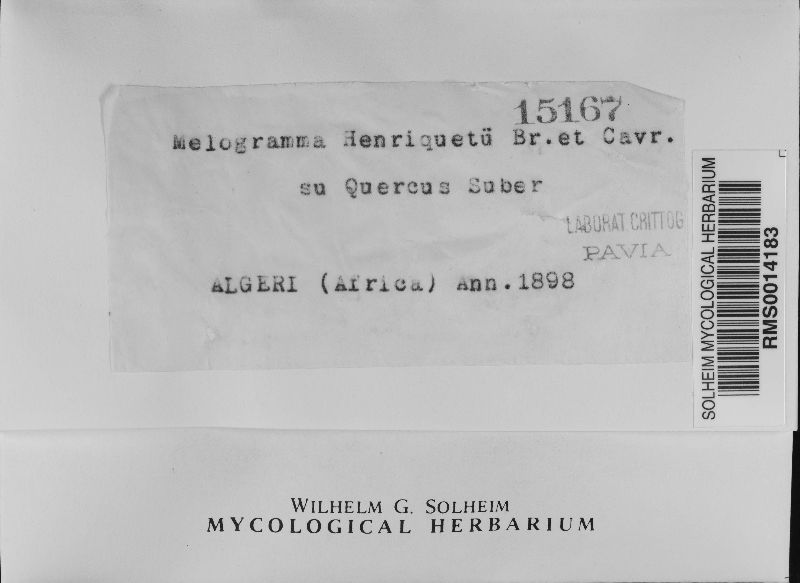 15167
Melogramma Henriquetü Br.et Cavr.
su Quercus Suber
LABORAT CRITTOG
PAVIA
ALGERI (Africa) Ann.1898
SOLHEIM MYCOLOGICAL HERBARIUM
RMS0014183
WILHELM G. SOLHEIM
MYCOLOGICAL HERBARIUM